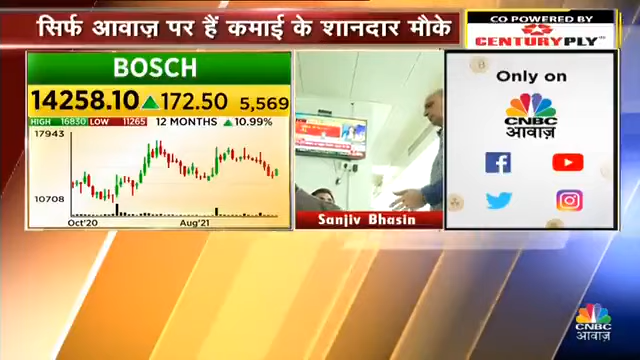 सिर्फ आवाज़ पर हैं कमाई के शानदार मौके
CO POWERED BY
CENTURYPLY
BOSCH
14258.10 ▲ 172.50 5,569
HIGH 16830 LOW 11265 12 MONTHS ▲ 10.99%
17943
10708
Oct'20 Aug'21
Sanjiv Bhasin
Only on
CNBC
आवाज़
CNBC
आवाज़